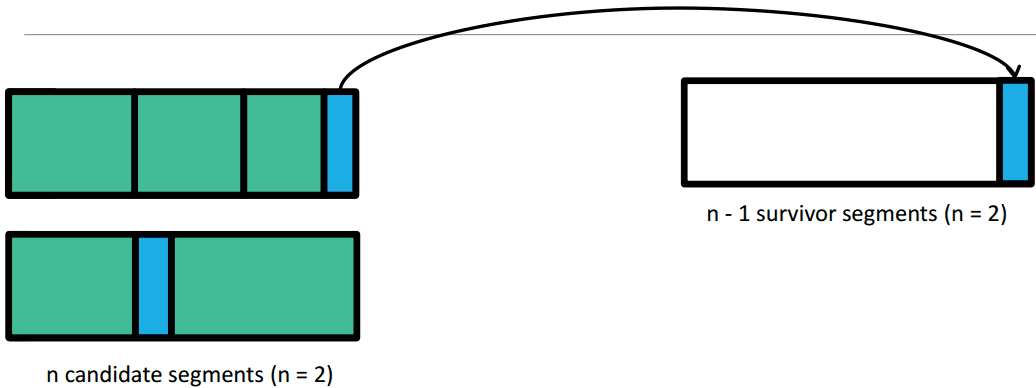 n - 1 survivor segments (n = 2)
n candidate segments (n = 2)